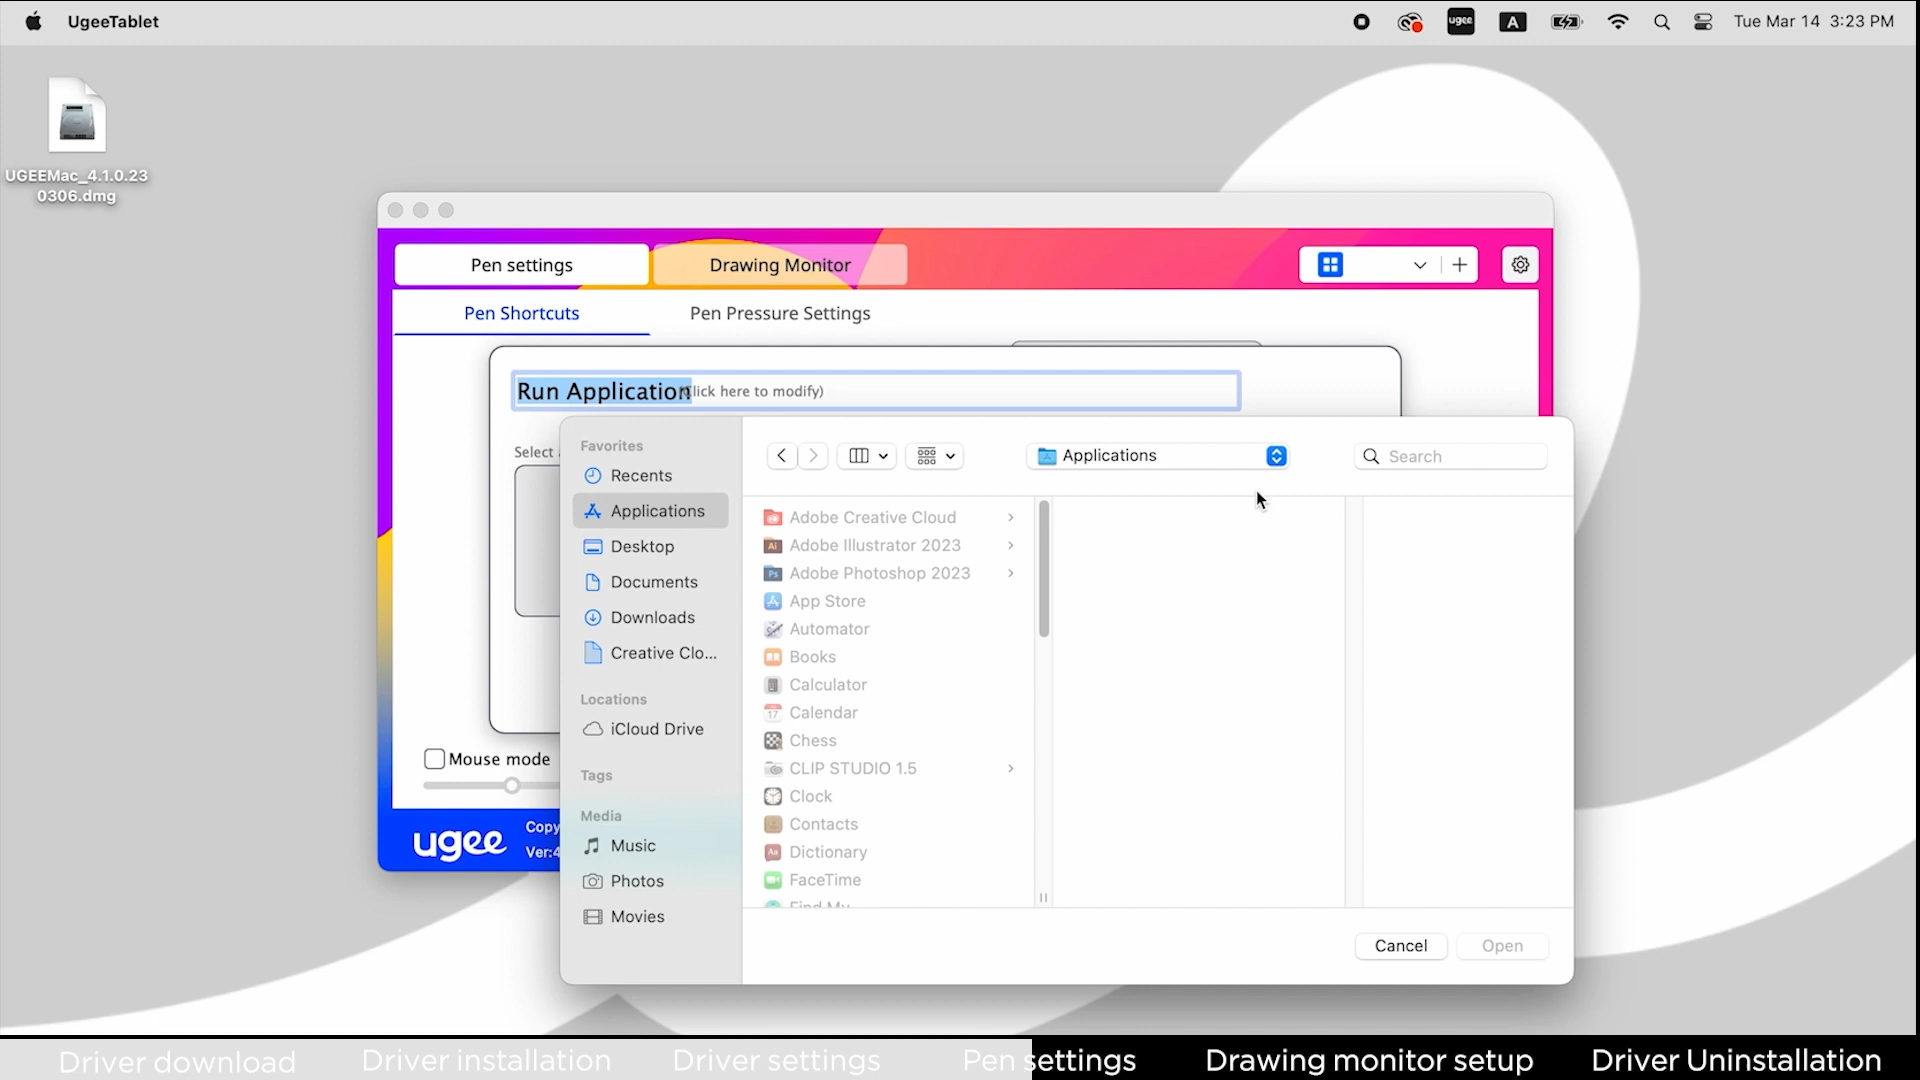 UgeeTablet
ugee
A
Tue Mar 14 3:23 PM
UGEEMac_4.1.0.23
0306.dmg
Pen settings
Drawing Monitor
Pen Shortcuts
Pen Pressure Settings
Run Application
lick here to modify)
Select
Favorites
Recents
Applications
Desktop
Documents
Downloads
Creative Clo...
Locations
iCloud Drive
Tags
Media
Music
Photos
Movies
Applications
Search
Adobe Creative Cloud
Adobe Illustrator 2023
Adobe Photoshop 2023
App Store
Automator
Books
Calculator
Calendar
Chess
CLIP STUDIO 1.5
Clock
Contacts
Dictionary
FaceTime
Find My
Cancel
Open
Mouse mode
ugee
Copy
Ver:4
Driver download
Driver installation
Driver settings
Pen settings
Drawing monitor setup
Driver Uninstallation